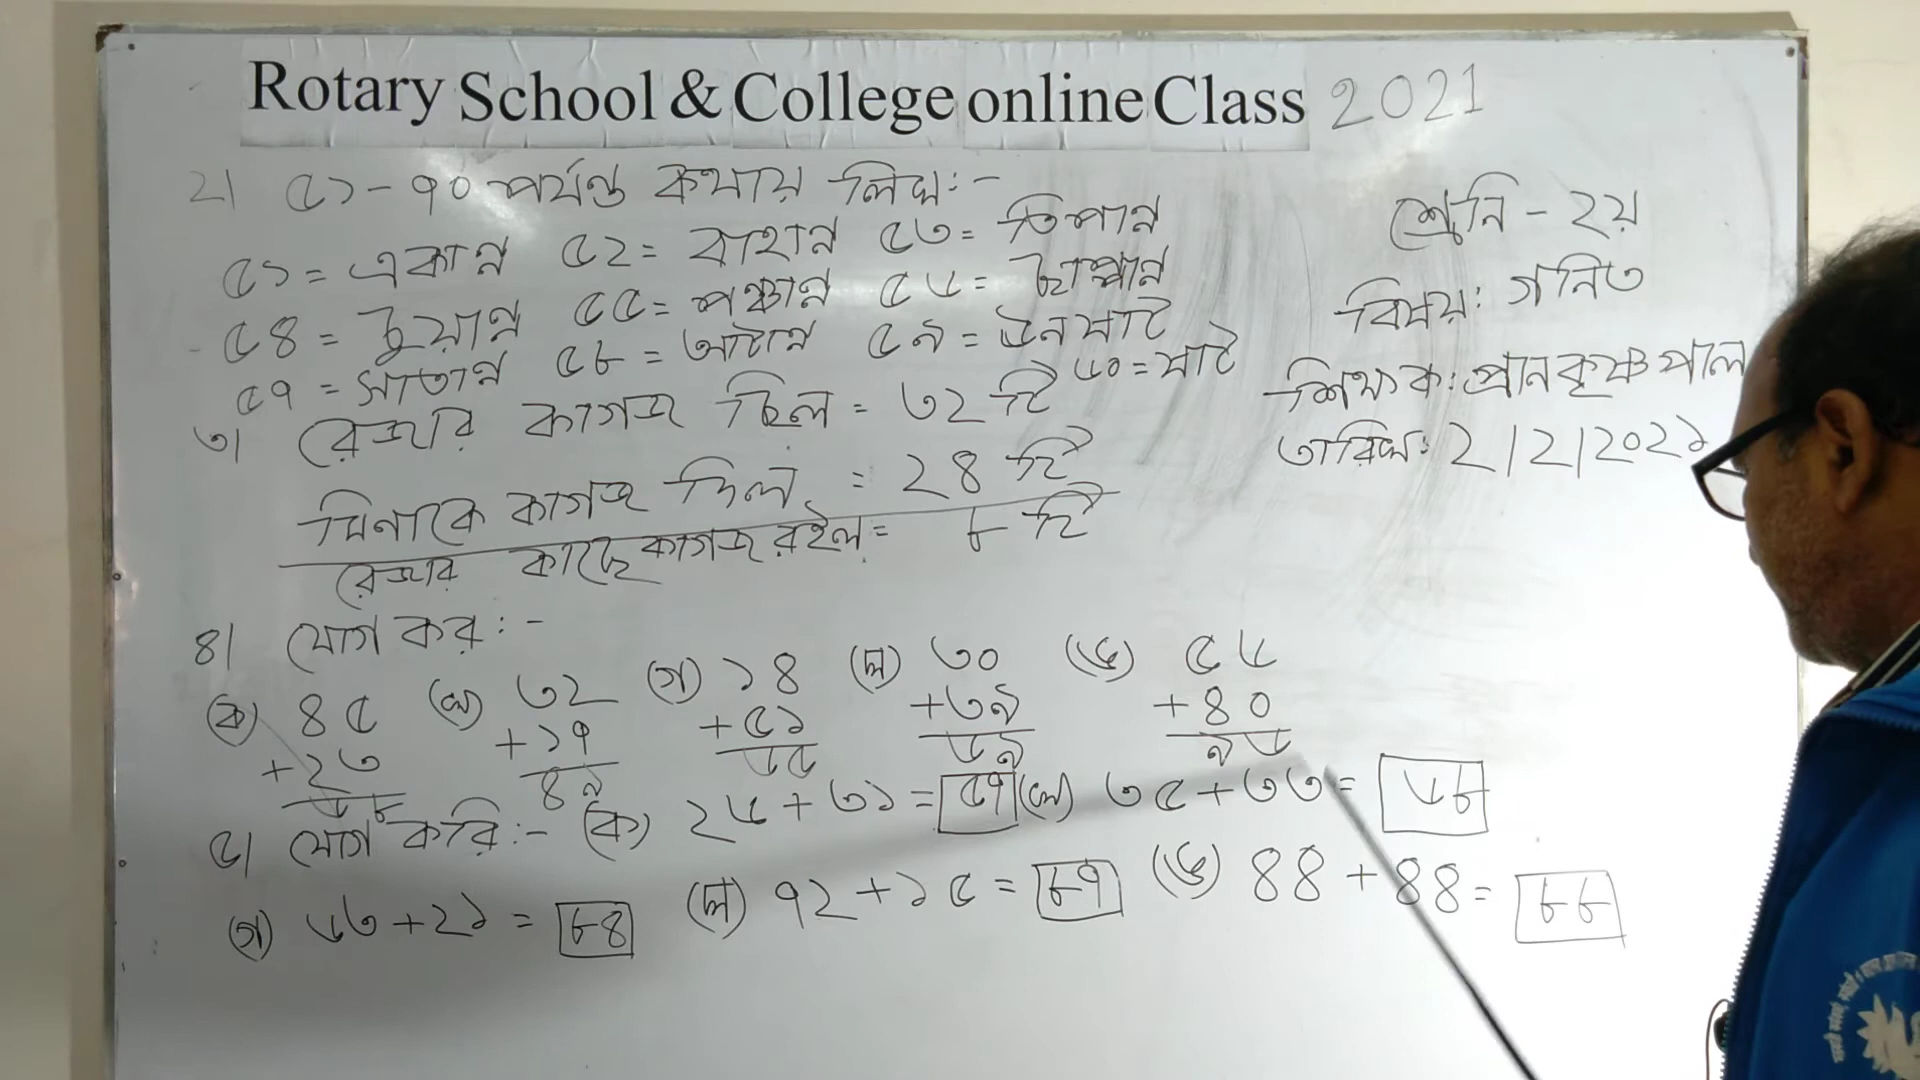 Rotary School & College online Class 2021
২। ৫১-৭০ পর্যন্ত কথায় লিখ:-
৫১ = একান্ন ৫২ = বাহান্ন ৫৩ = তিপান্ন
৫৪ = চুয়ান্ন ৫৫ = পঞ্চান্ন ৫৬ = ছাপ্পান্ন
৫৭ = সাতান্ন ৫৮ = আটান্ন ৫৯ = উনষাট ৬০ = ষাট
৩। রেজার কাগজ ছিল = ৩২ টি
মিনাকে কাগজ দিল = ২৪ টি
রেজার কাছে কাগজ রইল = ৮ টি
৪। যোগ কর:-
(ক) ৪৫ (খ) ৩২ (গ) ১৪ (ঘ) ৩০ (ঙ) ৫৬
+২৩ +১৭ +৫১ +৩৯ +৪০
৬৮ ৪৯ ৬৫ ৬৯ ৯৬
৫। যোগ করি:- (ক) ২৬+৩১ = ৫৭ (খ) ৩৫+৩৩ = ৬৮
(গ) ৬৩+২১ = ৮৪ (ঘ) ৭২+১৫ = ৮৭ (ঙ) ৪৪+৪৪ = ৮৮
শ্রেনি - ২য়
বিষয়: গনিত
শিক্ষক: প্রানকৃষ্ণ পাল
তারিখ: ২/২/২০২১